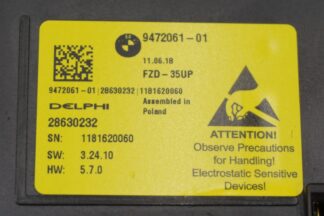 9472061-01
11.06.18
FZD-35UP
9472061-01|28630232|1181620060
DELPHI
Assembled in
Poland
28630232
SN: 1181620060
SW: 3.24.10
HW: 5.7.0
ATTENTION!
Observe Precautions
for Handling!
Electrostatic Sensitive
Devices!